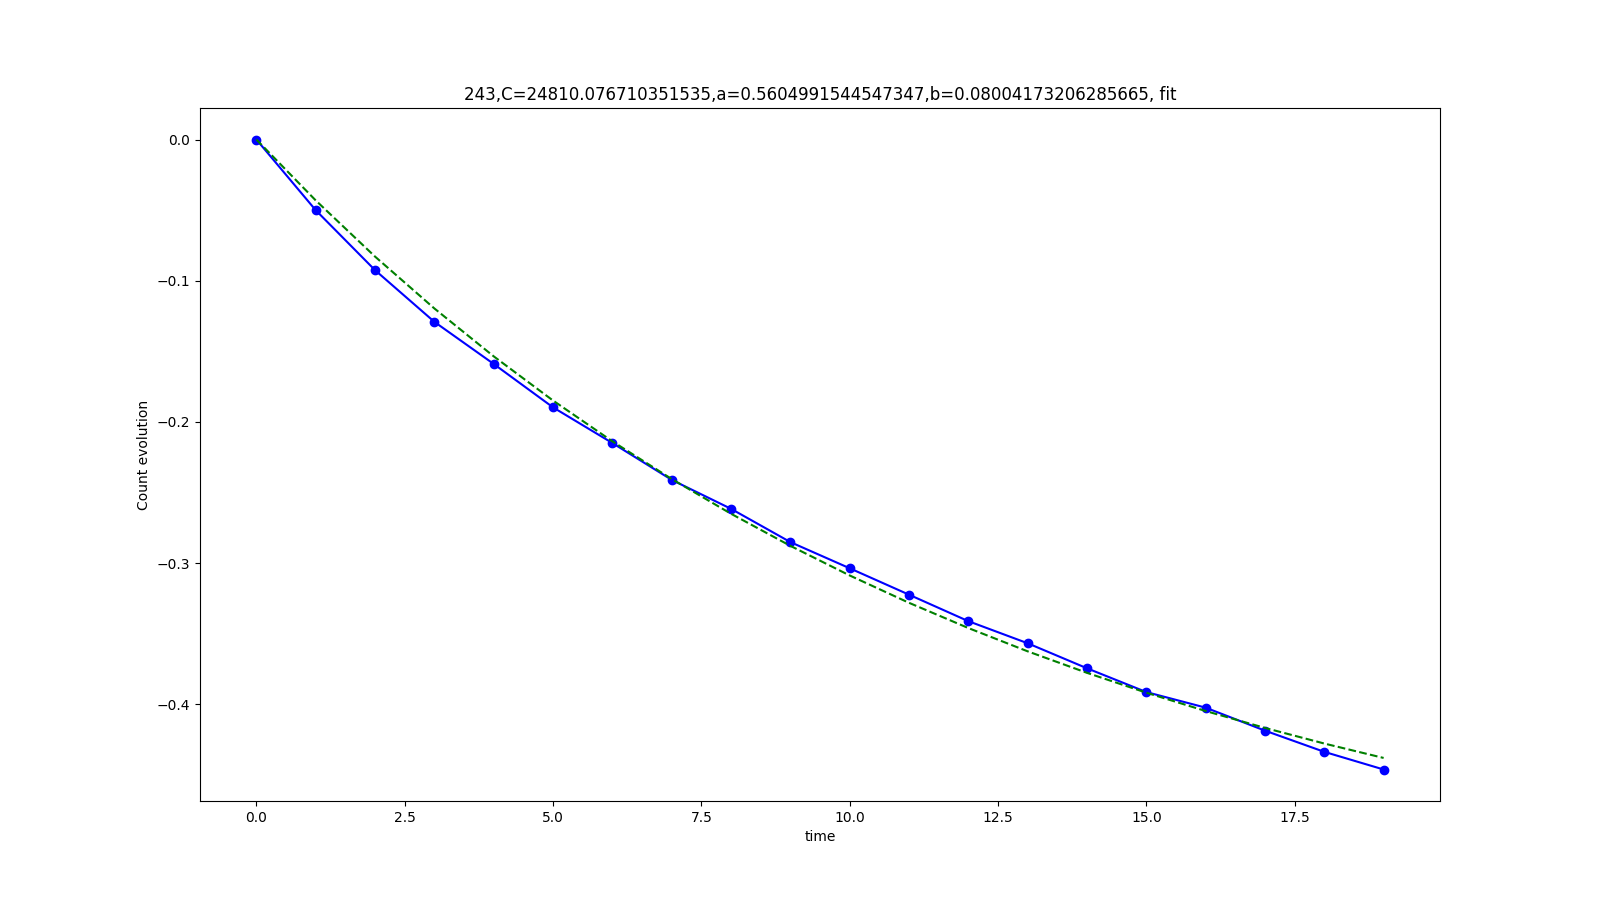 243,C=24810.076710351535,a=0.5604991544547347,b=0.08004173206285665, fit
0.0
−0.1
−0.2
−0.3
−0.4
Count evolution
0.0 2.5 5.0 7.5 10.0 12.5 15.0 17.5
time